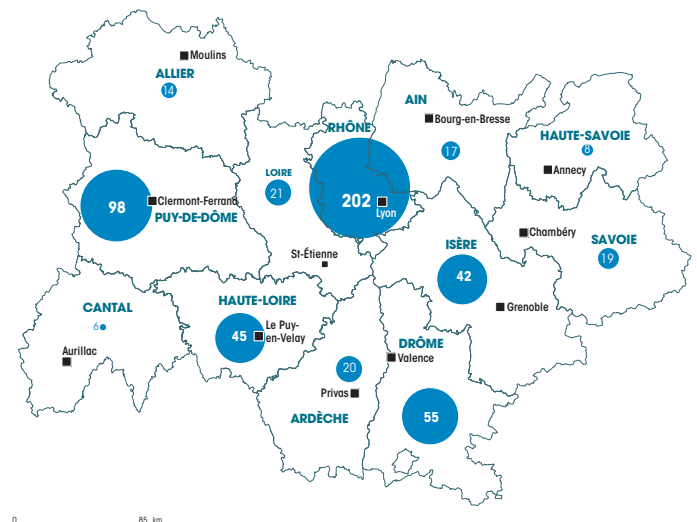 Moulins
ALLIER
14
AIN
Bourg-en-Bresse
17
RHÔNE
202
Lyon
HAUTE-SAVOIE
8
Annecy
LOIRE
21
St-Étienne
98
Clermont-Ferrand
PUY-DE-DÔME
Chambéry
SAVOIE
19
ISÈRE
42
Grenoble
CANTAL
6
Aurillac
HAUTE-LOIRE
45
Le Puy-
en-Velay
DRÔME
Valence
20
Privas
ARDÈCHE
55
0 85 km